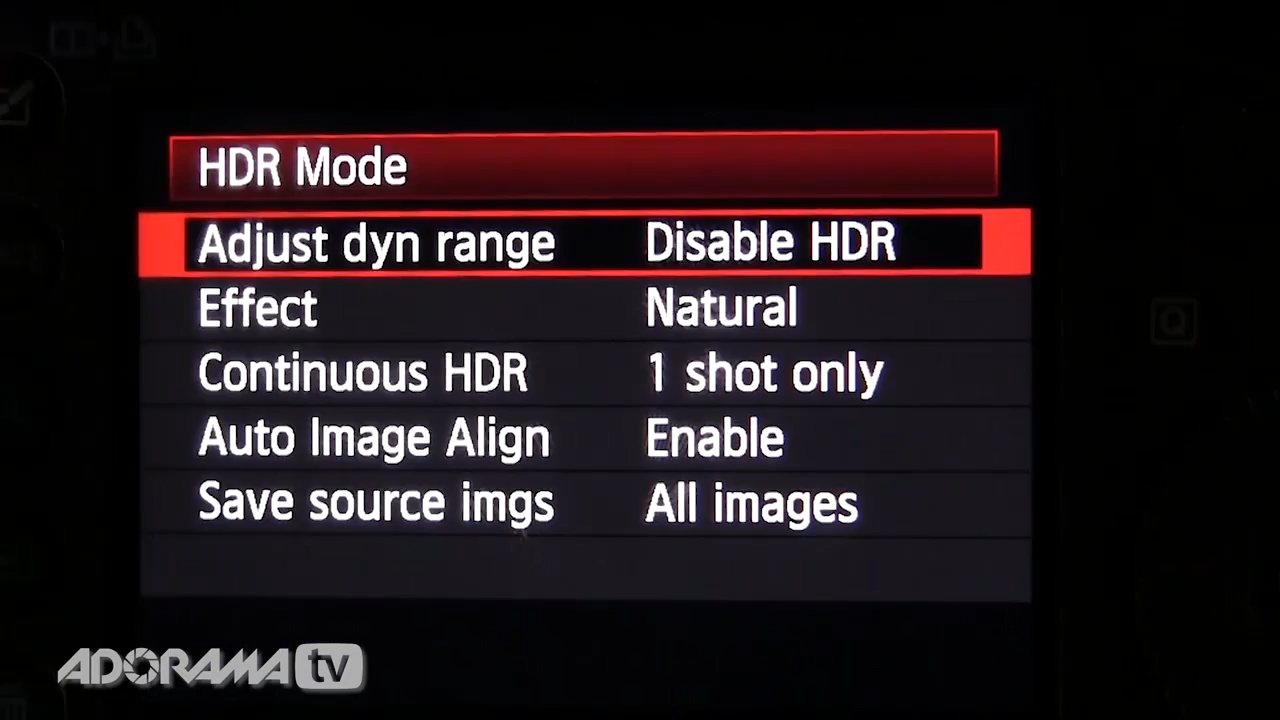 HDR Mode
Adjust dyn range Disable HDR
Effect Natural
Continuous HDR 1 shot only
Auto Image Align Enable
Save source imgs All images
Q
ADORAMA tv